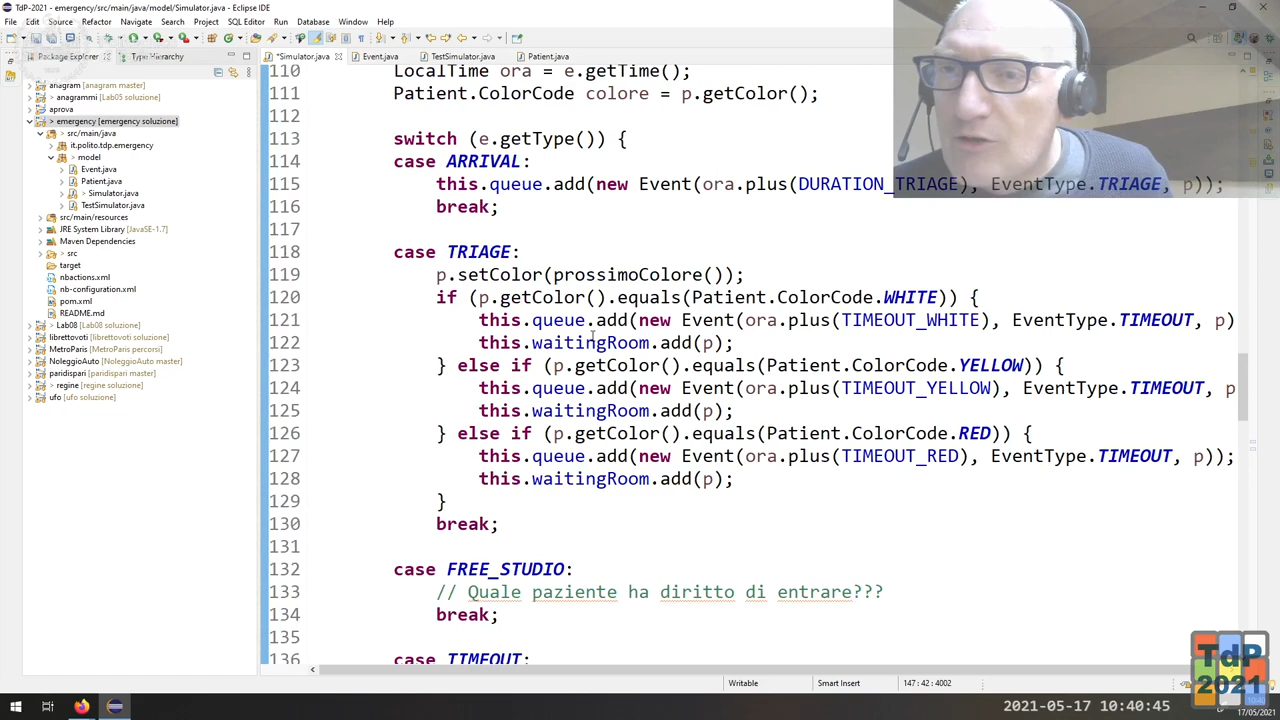 TdP-2021 - emergency/src/main/java/model/Simulator.java - Eclipse IDE
File Edit Source Refactor Navigate Search Project SQL Editor Run Database Window Help
Package Explorer Type Hierarchy
*Simulator.java Event.java TestSimulator.java Patient.java
anagram [anagram master]
> anagrammi [Lab05 soluzione]
aprova
> emergency [emergency soluzione]
> src/main/java
> it.polito.tdp.emergency
> model
Event.java
Patient.java
> Simulator.java
TestSimulator.java
src/main/resources
JRE System Library [JavaSE-1.7]
Maven Dependencies
> src
target
nbactions.xml
nb-configuration.xml
pom.xml
README.md
> Lab08 [Lab08 soluzione]
librettovoti [librettovoti master]
> MetroParis [MetroParis percorsi]
NoleggioAuto [NoleggioAuto master]
paridispari [paridispari master]
> regine [regine soluzione]
ufo [ufo soluzione]
110 LocalTime ora = e.getTime();
111 Patient.ColorCode colore = p.getColor();
112
113 switch (e.getType()) {
114 case ARRIVAL:
115 this.queue.add(new Event(ora.plus(DURATION_TRIAGE), EventType.TRIAGE, p));
116 break;
117
118 case TRIAGE:
119 p.setColor(prossimoColore());
120 if (p.getColor().equals(Patient.ColorCode.WHITE)) {
121 this.queue.add(new Event(ora.plus(TIMEOUT_WHITE), EventType.TIMEOUT, p)
122 this.waitingRoom.add(p);
123 } else if (p.getColor().equals(Patient.ColorCode.YELLOW)) {
124 this.queue.add(new Event(ora.plus(TIMEOUT_YELLOW), EventType.TIMEOUT, p
125 this.waitingRoom.add(p);
126 } else if (p.getColor().equals(Patient.ColorCode.RED)) {
127 this.queue.add(new Event(ora.plus(TIMEOUT_RED), EventType.TIMEOUT, p));
128 this.waitingRoom.add(p);
129 }
130 break;
131
132 case FREE_STUDIO:
133 // Quale paziente ha diritto di entrare???
134 break;
135
136 case TIMEOUT:
Writable Smart Insert 147 : 42 : 4002
TdP
2021
2021-05-17 10:40:45
17/05/2021